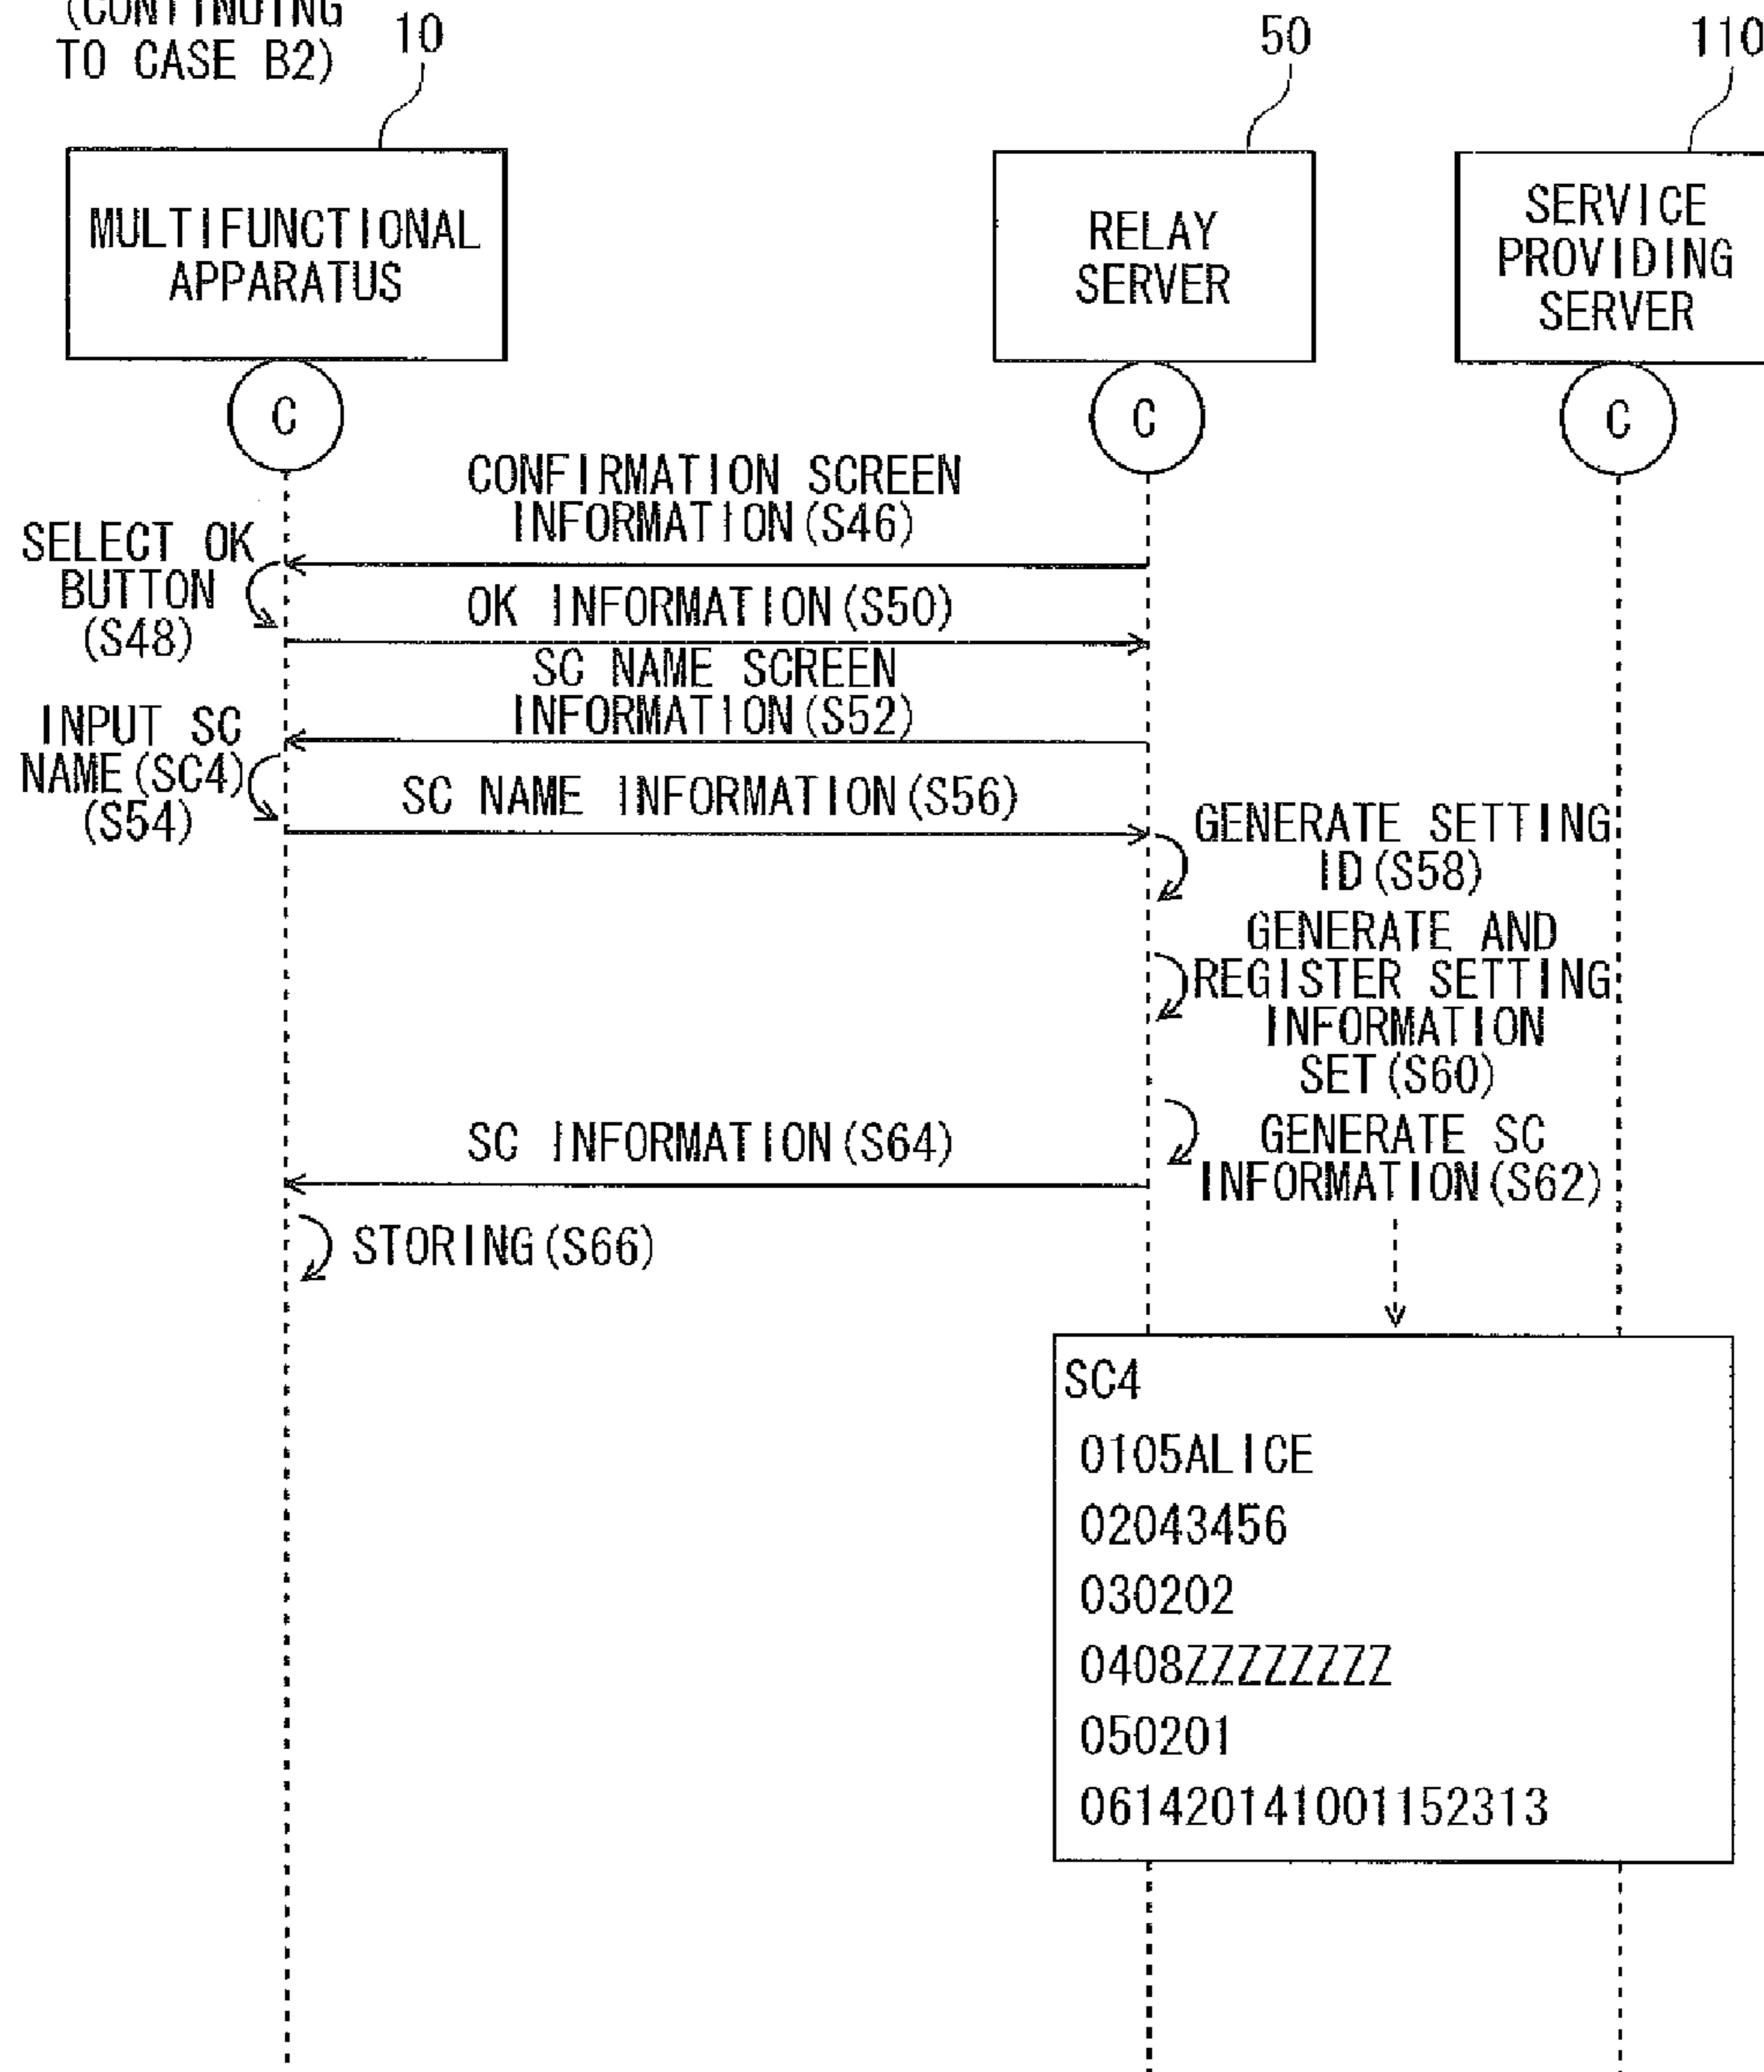 (CONTINUING
TO CASE B2)
10
50
110
MULTIFUNCTIONAL
APPARATUS
RELAY
SERVER
SERVICE
PROVIDING
SERVER
C
C
C
CONFIRMATION SCREEN
INFORMATION(S46)
SELECT OK
BUTTON
(S48)
OK INFORMATION(S50)
SC NAME SCREEN
INFORMATION(S52)
INPUT SC
NAME(SC4)
(S54)
SC NAME INFORMATION(S56)
GENERATE SETTING
ID(S58)
GENERATE AND
REGISTER SETTING
INFORMATION
SET(S60)
GENERATE SC
INFORMATION(S62)
SC INFORMATION(S64)
STORING(S66)
SC4
0105ALICE
02043456
030202
0408ZZZZZZZZ
050201
061420141001152313